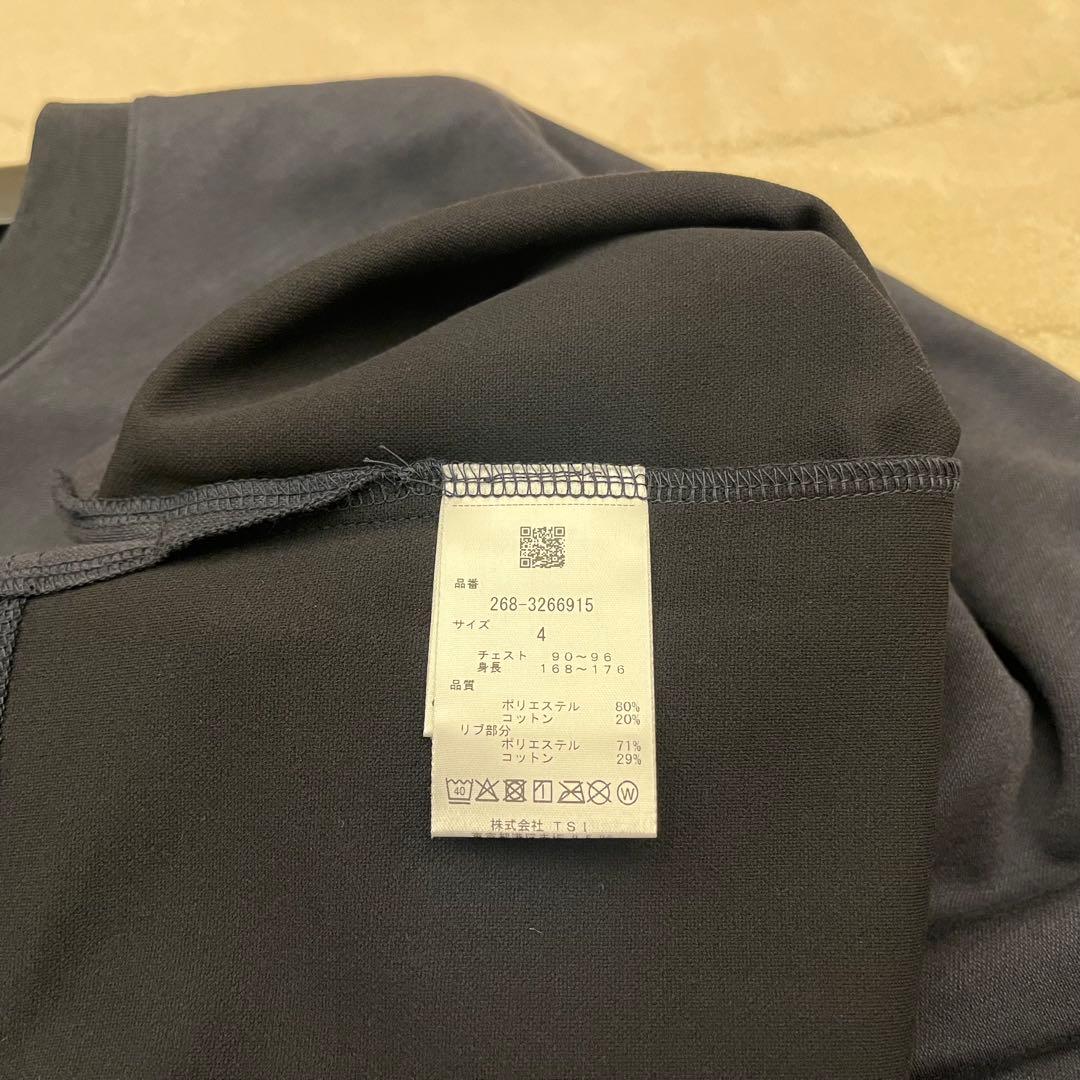 品番
268-3266915
サイズ
4
チェスト 90～96
身長 168～176
品質
ポリエステル 80%
コットン 20%
リブ部分
ポリエステル 71%
コットン 29%
40 W
株式会社 TSI